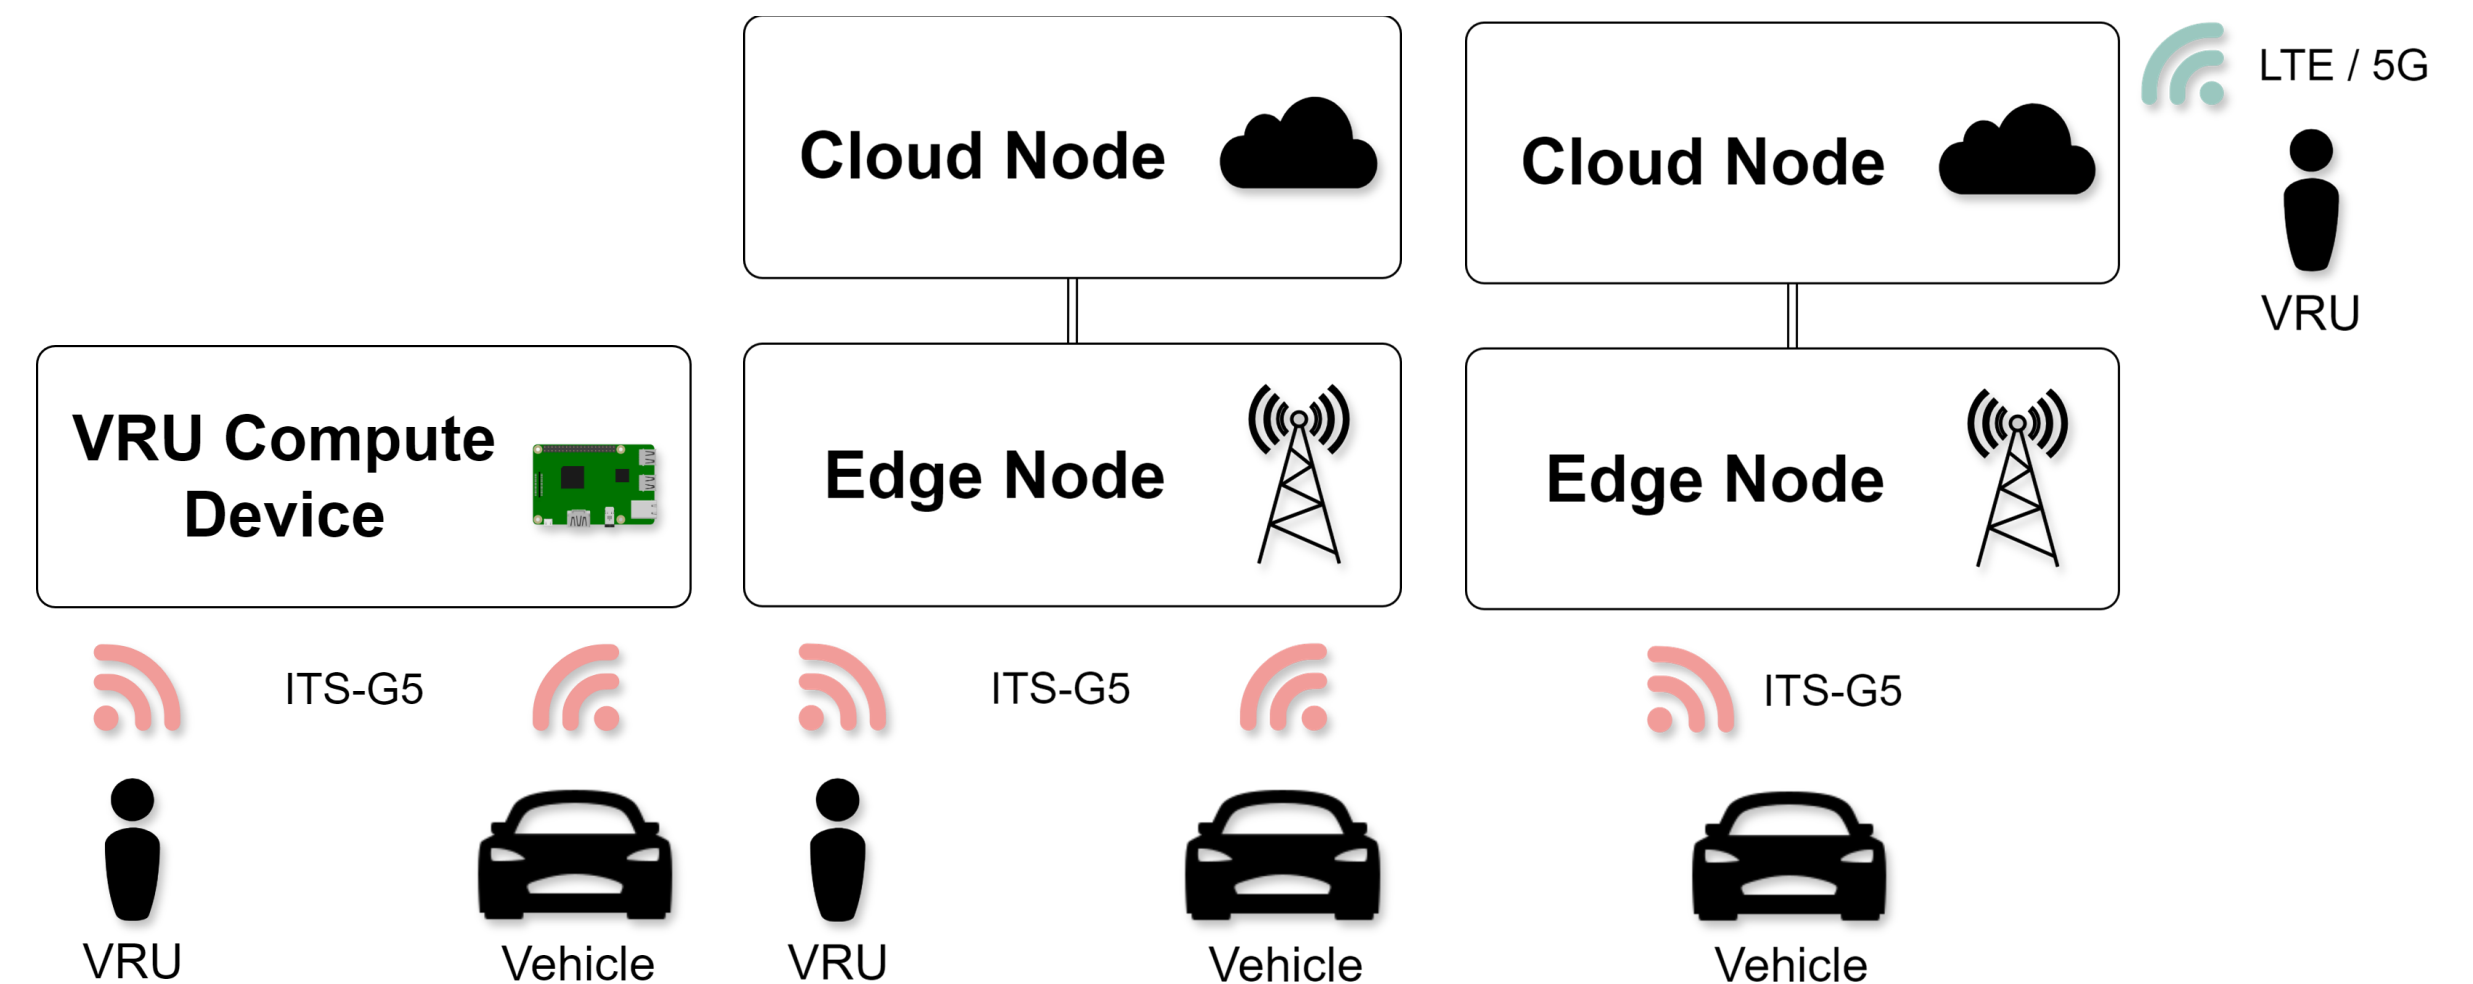 Cloud Node
Cloud Node
LTE / 5G
VRU
VRU Compute
Device
Edge Node
Edge Node
ITS-G5
ITS-G5
ITS-G5
VRU
Vehicle
VRU
Vehicle
Vehicle